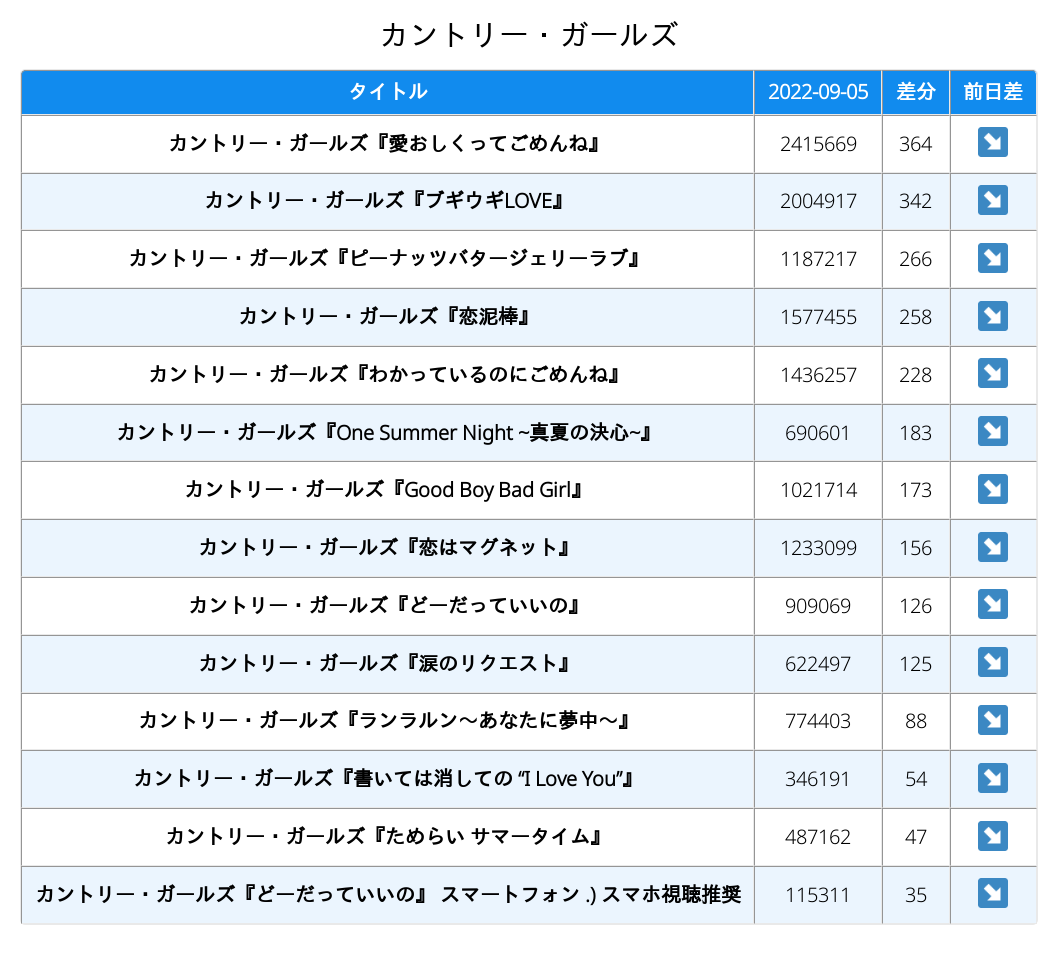 カントリー・ガールズ
タイトル 2022-09-05 差分 前日差
カントリー・ガールズ『愛おしくってごめんね』 2415669 364 ↘
カントリー・ガールズ『ブギウギLOVE』 2004917 342 ↘
カントリー・ガールズ『ピーナッツバタージェリーラブ』 1187217 266 ↘
カントリー・ガールズ『恋泥棒』 1577455 258 ↘
カントリー・ガールズ『わかっているのにごめんね』 1436257 228 ↘
カントリー・ガールズ『One Summer Night ~真夏の決心~』 690601 183 ↘
カントリー・ガールズ『Good Boy Bad Girl』 1021714 173 ↘
カントリー・ガールズ『恋はマグネット』 1233099 156 ↘
カントリー・ガールズ『どーだっていいの』 909069 126 ↘
カントリー・ガールズ『涙のリクエスト』 622497 125 ↘
カントリー・ガールズ『ランラルン〜あなたに夢中〜』 774403 88 ↘
カントリー・ガールズ『書いては消しての “I Love You”』 346191 54 ↘
カントリー・ガールズ『ためらい サマータイム』 487162 47 ↘
カントリー・ガールズ『どーだっていいの』 スマートフォン .) スマホ視聴推奨 115311 35 ↘